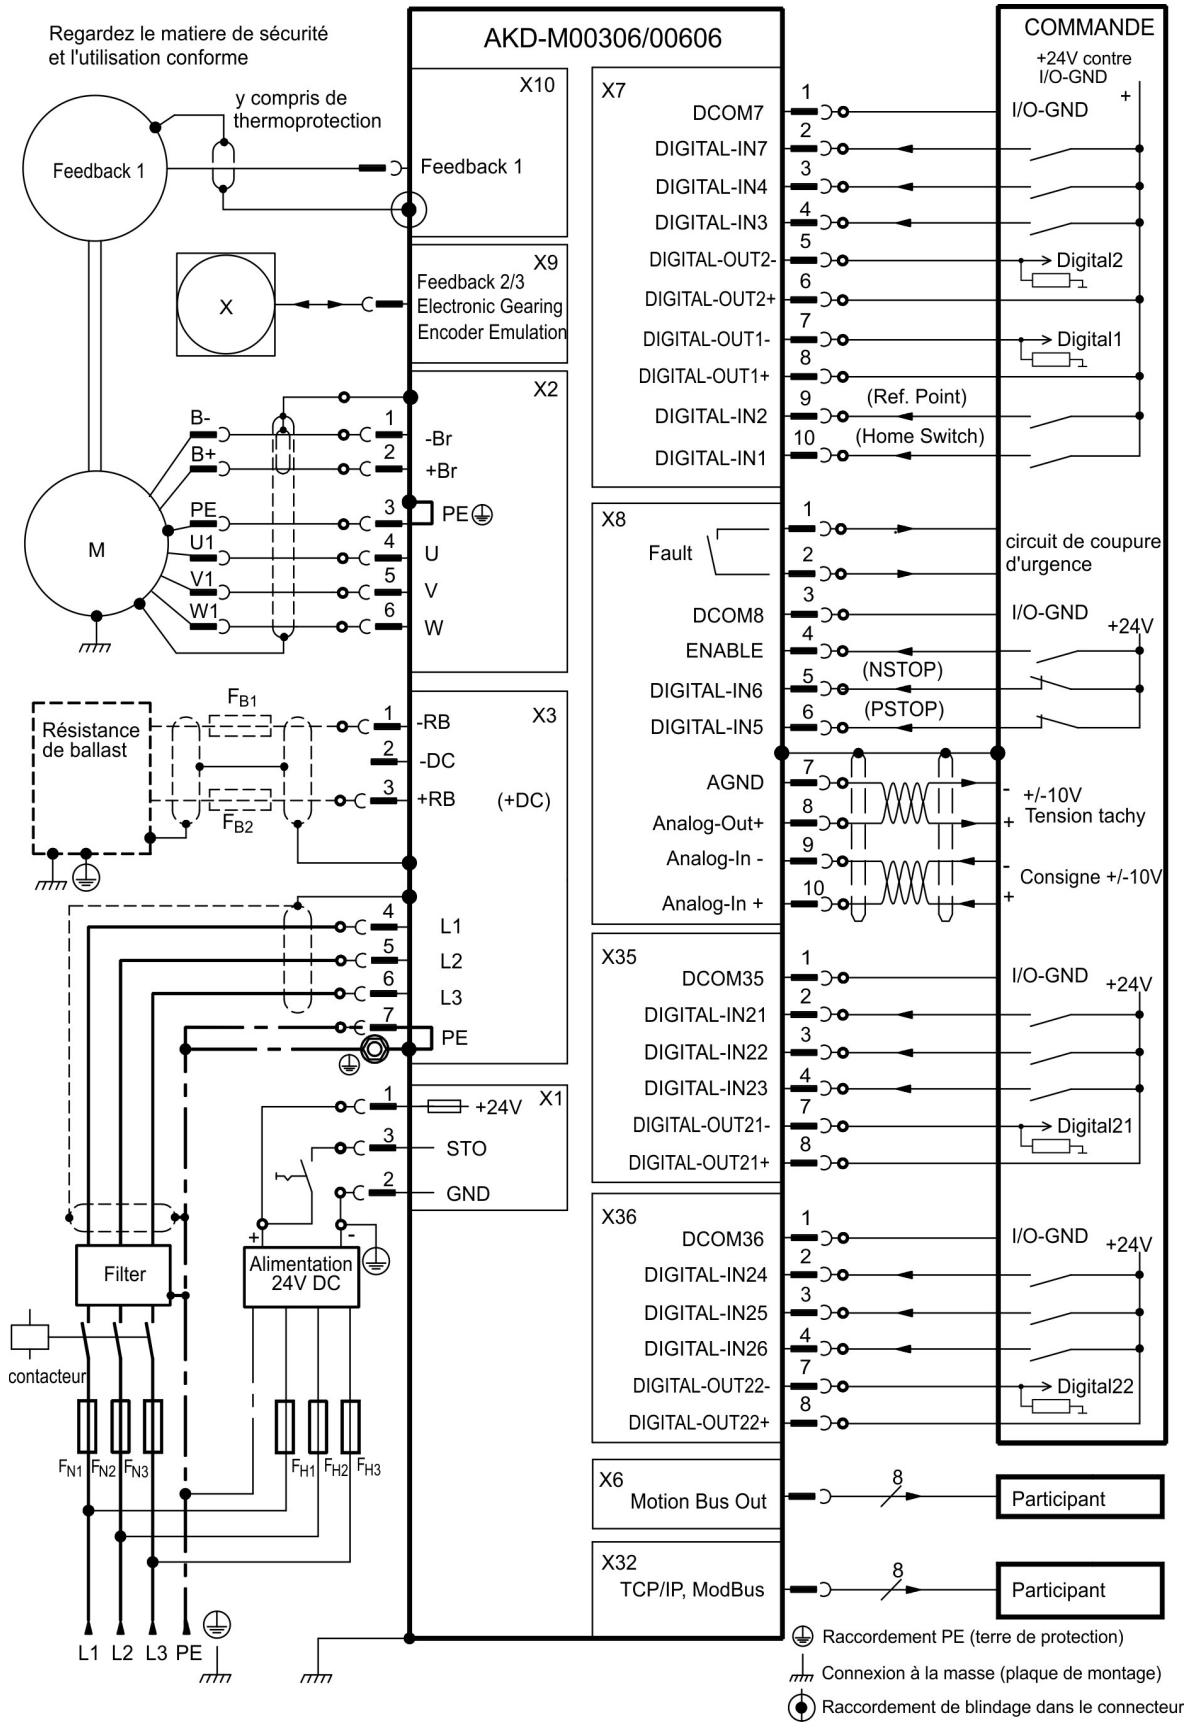 Regardez le matiere de sécurité
et l'utilisation conforme
AKD-M00306/00606
COMMANDE
+24V contre
I/O-GND
+
Feedback 1
y compris de
thermoprotection
X10
Feedback 1
X
X9
Feedback 2/3
Electronic Gearing
Encoder Emulation
X2
B-
1
-Br
B+
2
+Br
PE
3
PE
U1
4
U
V1
5
V
W1
6
W
M
Résistance
de ballast
FB1
FB2
X3
1
-RB
2
-DC
3
+RB
(+DC)
4
L1
5
L2
6
L3
7
PE
X1
1
+24V
3
STO
2
GND
+
-
Alimentation
24V DC
Filter
contacteur
FN1
FN2
FN3
FH1
FH2
FH3
L1
L2
L3
PE
X7
DCOM7
1
I/O-GND
DIGITAL-IN7
2
DIGITAL-IN4
3
DIGITAL-IN3
4
DIGITAL-OUT2-
5
Digital2
DIGITAL-OUT2+
6
DIGITAL-OUT1-
7
Digital1
DIGITAL-OUT1+
8
DIGITAL-IN2
9
(Ref. Point)
DIGITAL-IN1
10
(Home Switch)
X8
Fault
1
2
circuit de coupure
d'urgence
DCOM8
3
I/O-GND
+24V
ENABLE
4
DIGITAL-IN6
5
(NSTOP)
DIGITAL-IN5
6
(PSTOP)
AGND
7
-
Analog-Out+
8
+
+/-10V
Tension tachy
Analog-In -
9
-
Analog-In +
10
+
Consigne +/-10V
X35
DCOM35
1
I/O-GND
+24V
DIGITAL-IN21
2
DIGITAL-IN22
3
DIGITAL-IN23
4
DIGITAL-OUT21-
7
Digital21
DIGITAL-OUT21+
8
X36
DCOM36
1
I/O-GND
+24V
DIGITAL-IN24
2
DIGITAL-IN25
3
DIGITAL-IN26
4
DIGITAL-OUT22-
7
Digital22
DIGITAL-OUT22+
8
X6
Motion Bus Out
8
Participant
X32
TCP/IP, ModBus
8
Participant
Raccordement PE (terre de protection)
Connexion à la masse (plaque de montage)
Raccordement de blindage dans le connecteur